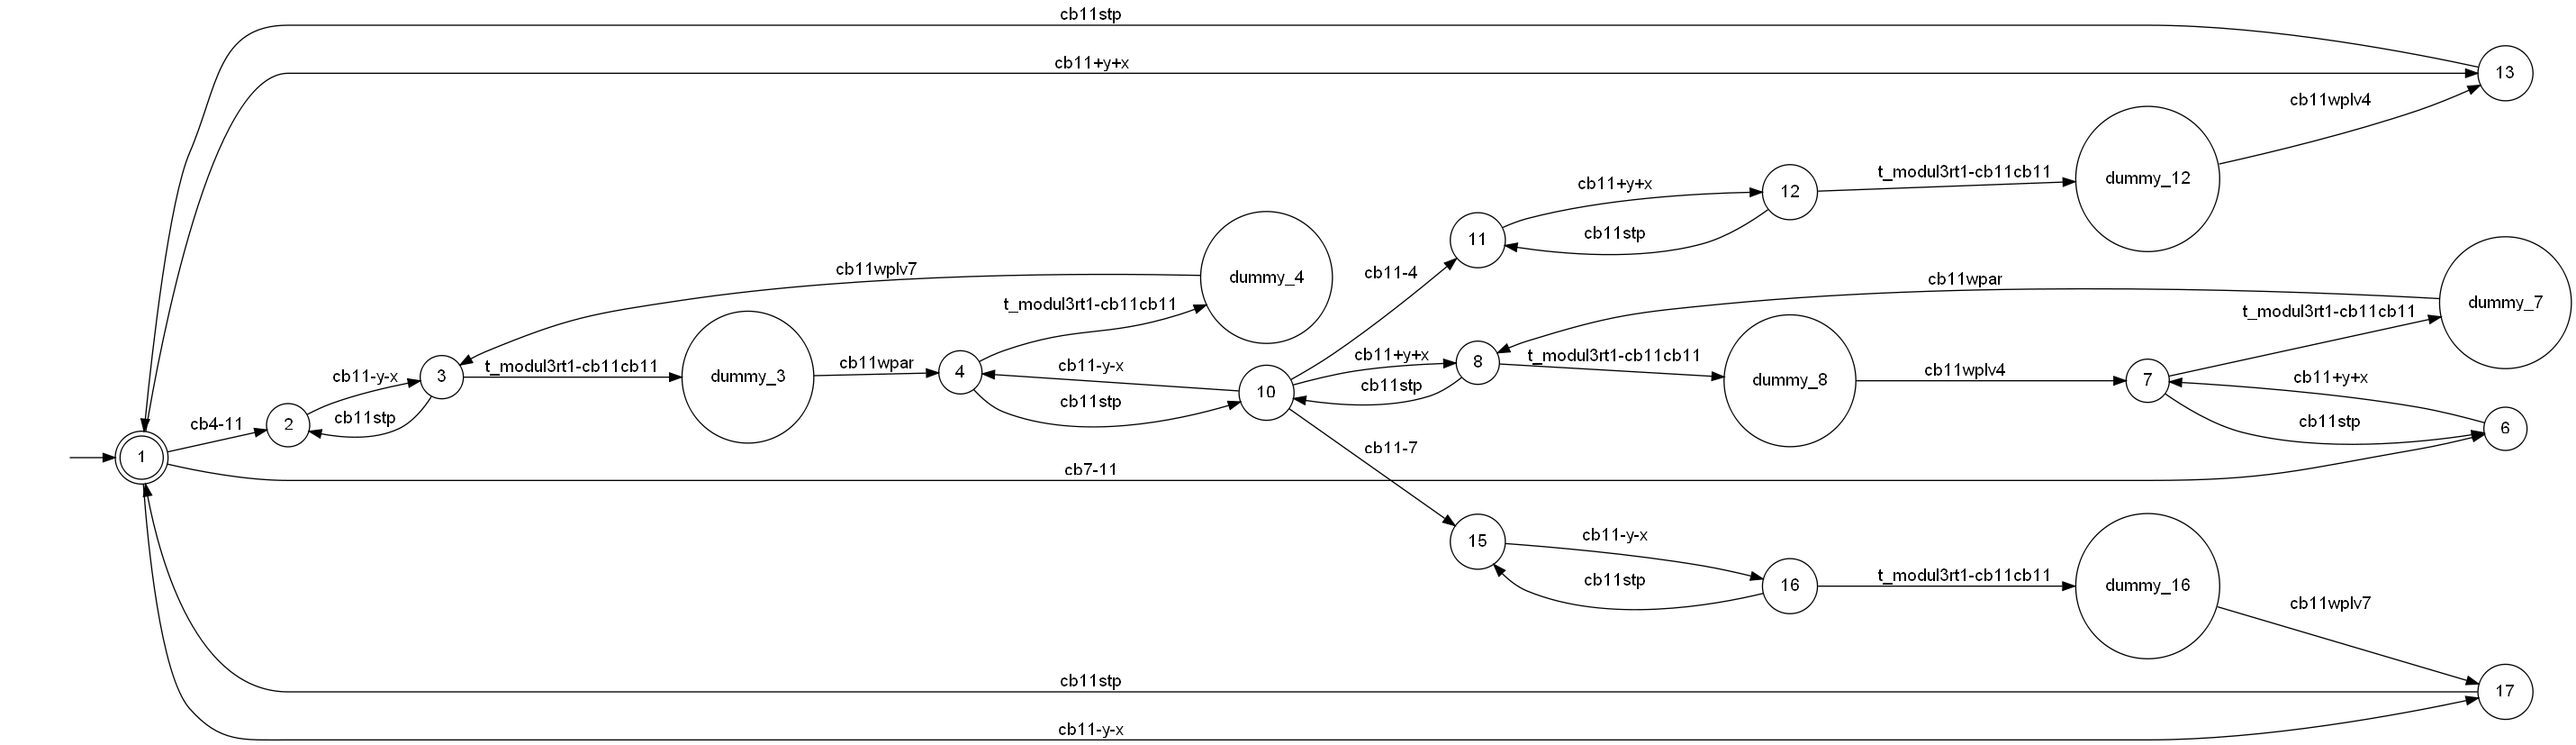 cb11stp
cb11+y+x
13
cb11wplv4
dummy_12
t_modul3rt1-cb11cb11
12
cb11+y+x
cb11stp
11
cb11-4
dummy_4
cb11wplv7
t_modul3rt1-cb11cb11
dummy_7
cb11wpar
t_modul3rt1-cb11cb11
cb11-y-x
3
t_modul3rt1-cb11cb11
dummy_3
cb11wpar
4
cb11-y-x
cb11stp
10
cb11+y+x
cb11stp
8
t_modul3rt1-cb11cb11
dummy_8
cb11wplv4
7
cb11+y+x
cb11stp
6
cb4-11
2
cb11stp
1
cb7-11
cb11-7
15
cb11-y-x
cb11stp
16
t_modul3rt1-cb11cb11
dummy_16
cb11wplv7
cb11stp
17
cb11-y-x